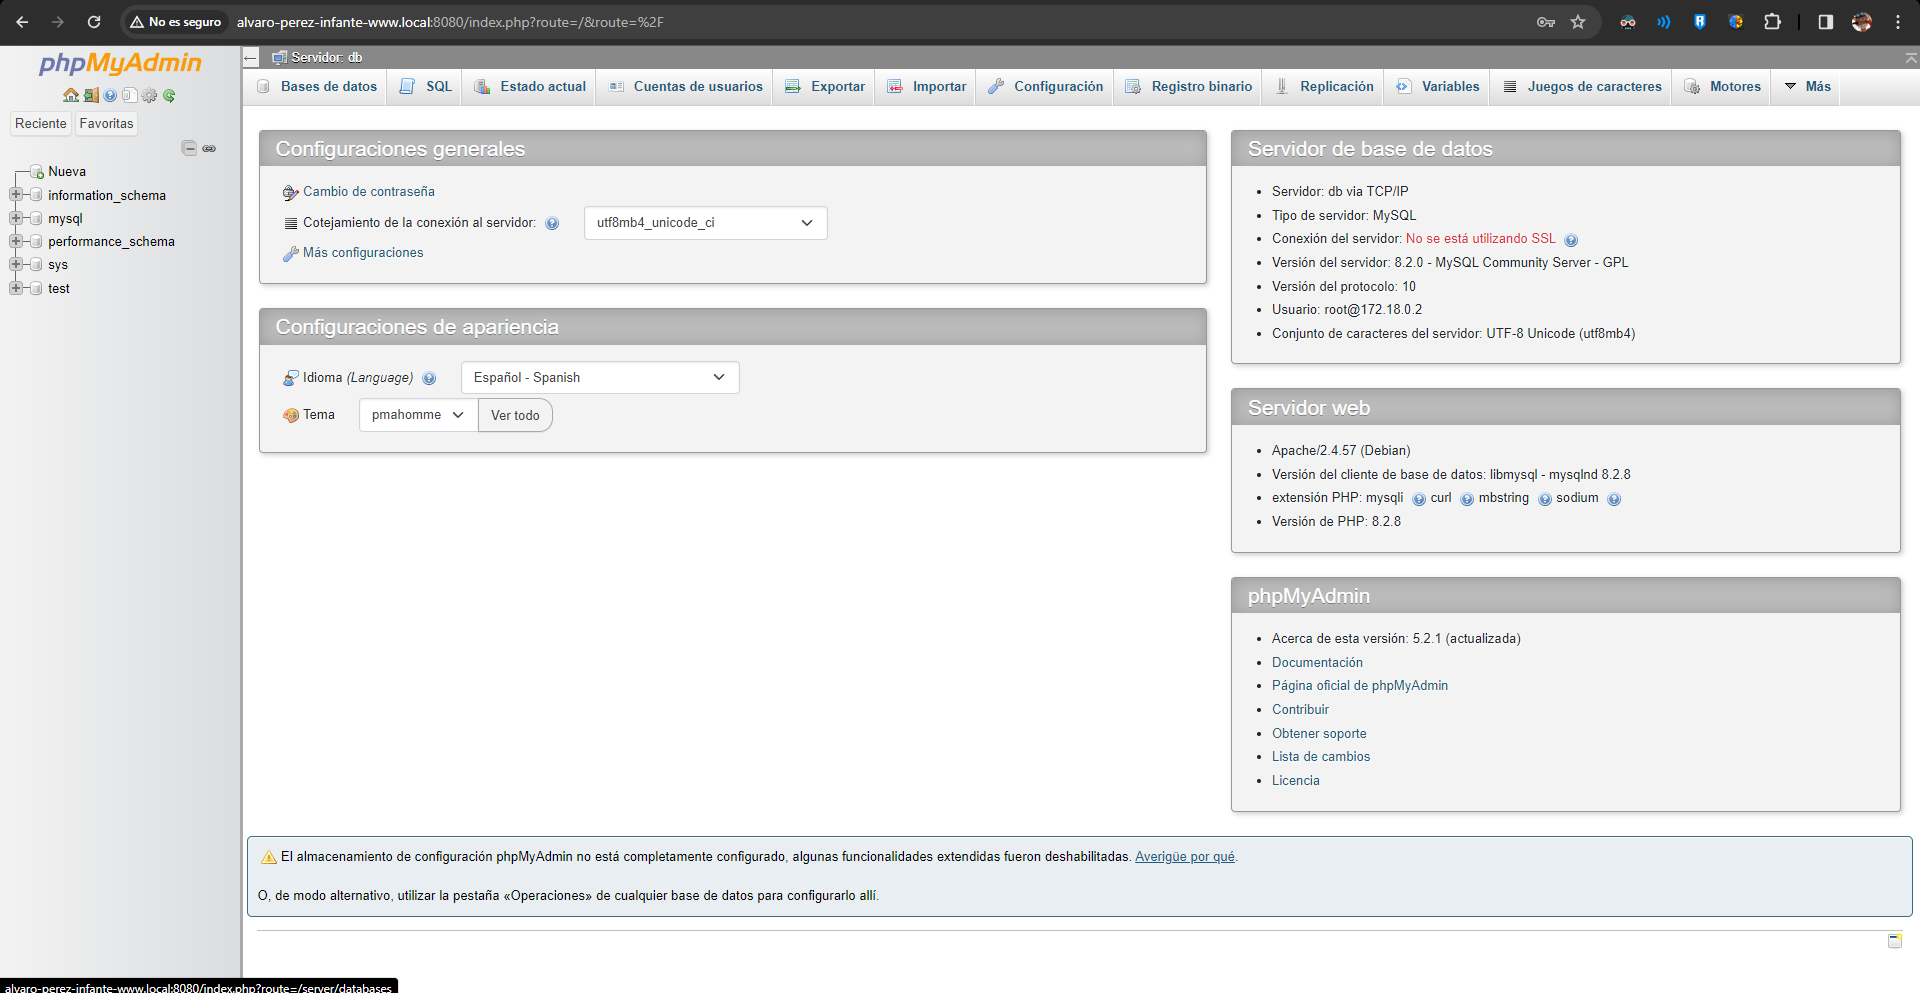 No es seguro
alvaro-perez-infante-www.local:8080/index.php?route=/&route=%2F
phpMyAdmin
Reciente
Favoritas
Nueva
information_schema
mysql
performance_schema
sys
test
Servidor: db
Bases de datos
SQL
Estado actual
Cuentas de usuarios
Exportar
Importar
Configuración
Registro binario
Replicación
Variables
Juegos de caracteres
Motores
Más
Configuraciones generales
Cambio de contraseña
Cotejamiento de la conexión al servidor:
utf8mb4_unicode_ci
Más configuraciones
Configuraciones de apariencia
Idioma (Language)
Español - Spanish
Tema
pmahomme
Ver todo
Servidor de base de datos
• Servidor: db via TCP/IP
• Tipo de servidor: MySQL
• Conexión del servidor: No se está utilizando SSL
• Versión del servidor: 8.2.0 - MySQL Community Server - GPL
• Versión del protocolo: 10
• Usuario: root@172.18.0.2
• Conjunto de caracteres del servidor: UTF-8 Unicode (utf8mb4)
Servidor web
• Apache/2.4.57 (Debian)
• Versión del cliente de base de datos: libmysql - mysqlnd 8.2.8
• extensión PHP: mysqli curl mbstring sodium
• Versión de PHP: 8.2.8
phpMyAdmin
• Acerca de esta versión: 5.2.1 (actualizada)
• Documentación
• Página oficial de phpMyAdmin
• Contribuir
• Obtener soporte
• Lista de cambios
• Licencia
El almacenamiento de configuración phpMyAdmin no está completamente configurado, algunas funcionalidades extendidas fueron deshabilitadas. Averigüe por qué.
O, de modo alternativo, utilizar la pestaña «Operaciones» de cualquier base de datos para configurarlo allí.
alvaro-perez-infante-www.local:8080/index.php?route=/server/databases